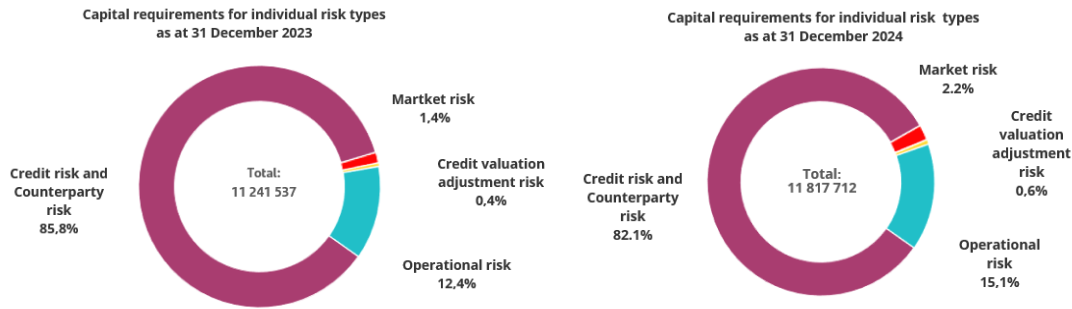 Capital requirements for individual risk types
as at 31 December 2023
Martket risk
1,4%
Credit valuation
adjustment risk
0,4%
Credit risk and
Counterparty
risk
85,8%
Total:
11 241 537
Operational risk
12,4%
Capital requirements for individual risk types
as at 31 December 2024
Market risk
2.2%
Credit
valuation
adjustment
risk
0,6%
Credit risk and
Counterparty
risk
82.1%
Total:
11 817 712
Operational
risk
15,1%